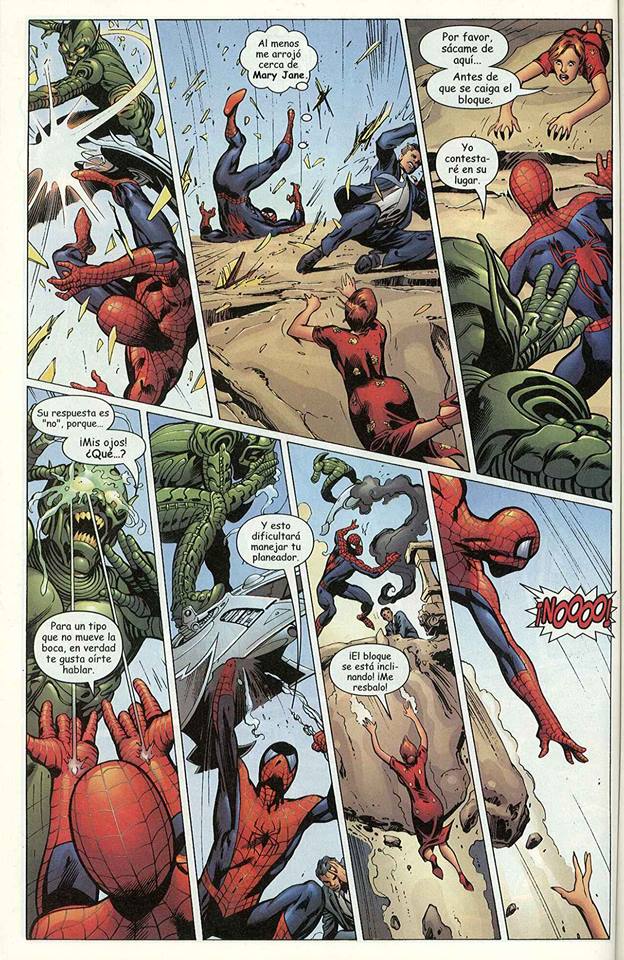 Al menos
me arrojó
cerca de
Mary Jane.
Por favor,
sácame de
aquí...
Antes de
que se caiga el
bloque.
Yo
contesta-
ré en su
lugar.
Su respuesta es
"no", porque...
¡Mis ojos!
¿Qué...?
Para un tipo
que no mueve la
boca, en verdad
te gusta oírte
hablar.
Y esto
dificultará
manejar tu
planeador.
¡El bloque
se está incli-
nando! ¡Me
resbalo!
¡NOOOO!